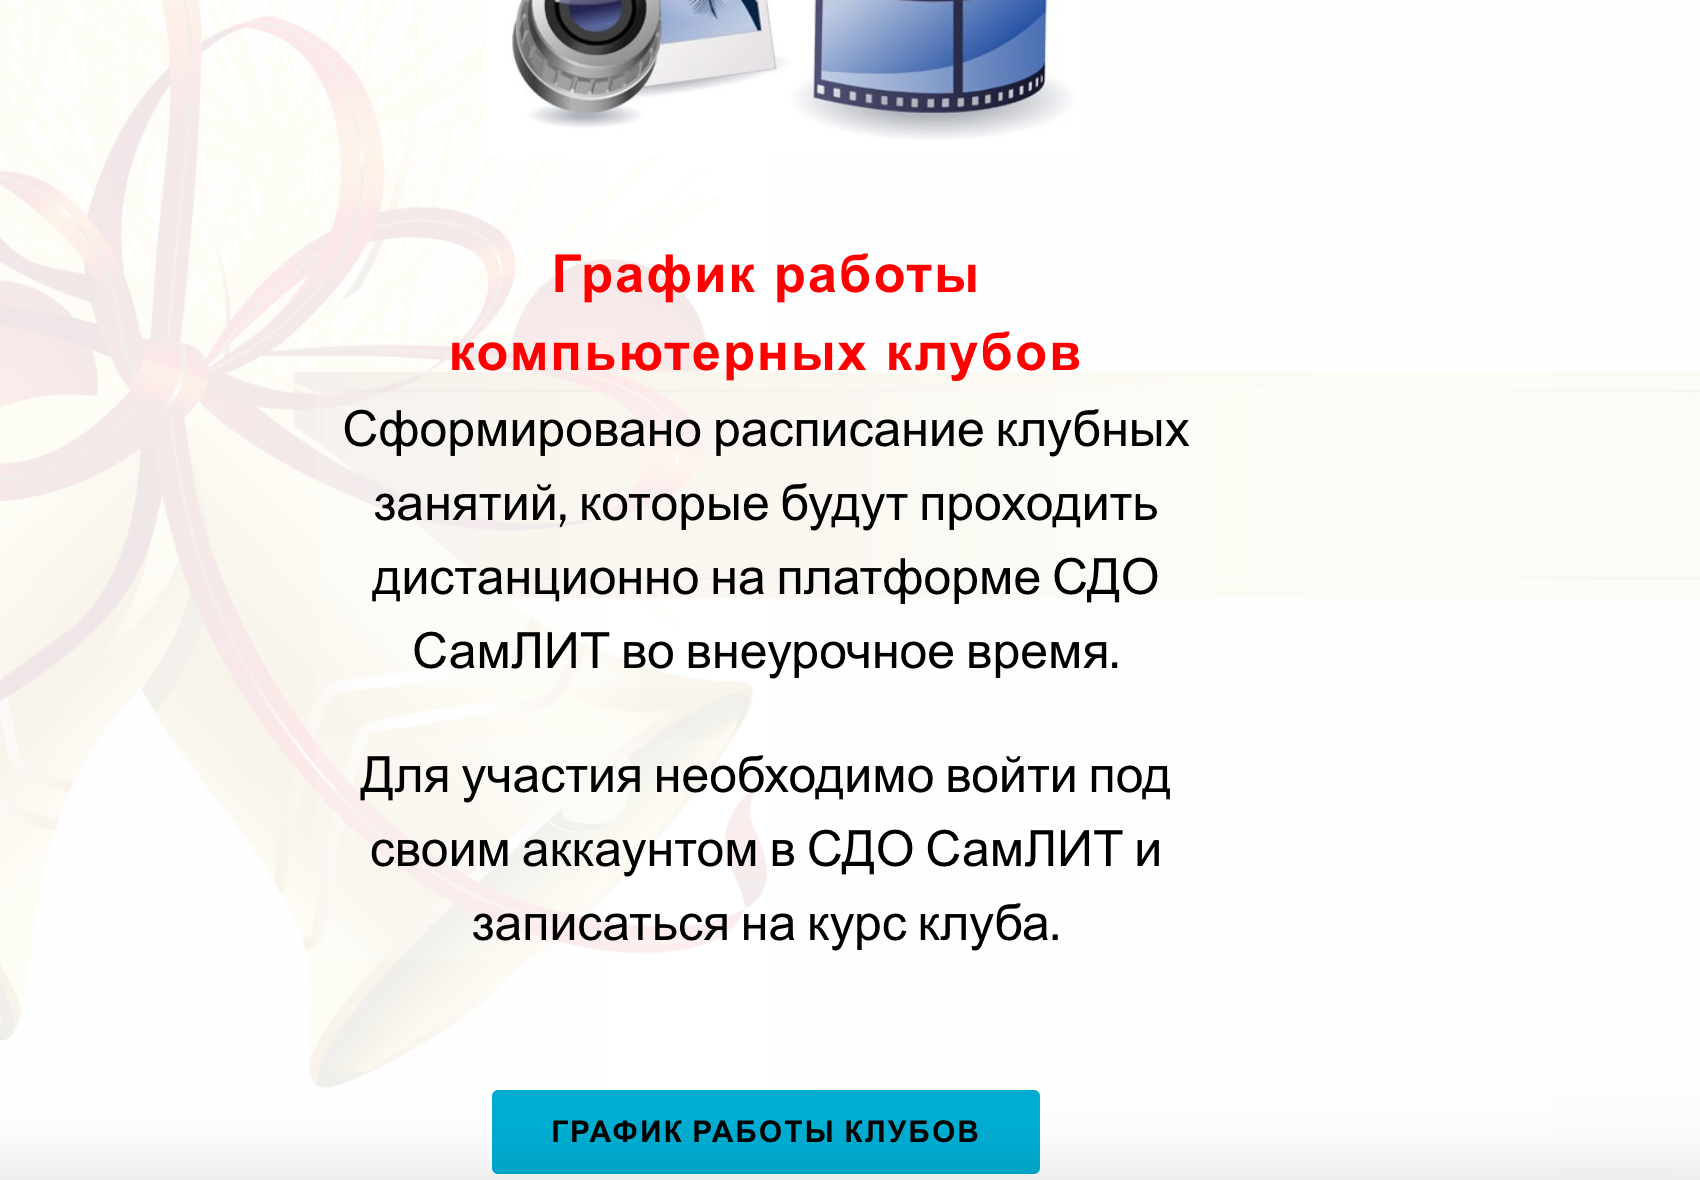 График работы
компьютерных клубов
Сформировано расписание клубных
занятий, которые будут проходить
дистанционно на платформе СДО
СамЛИТ во внеурочное время.
Для участия необходимо войти под
своим аккаунтом в СДО СамЛИТ и
записаться на курс клуба.
ГРАФИК РАБОТЫ КЛУБОВ